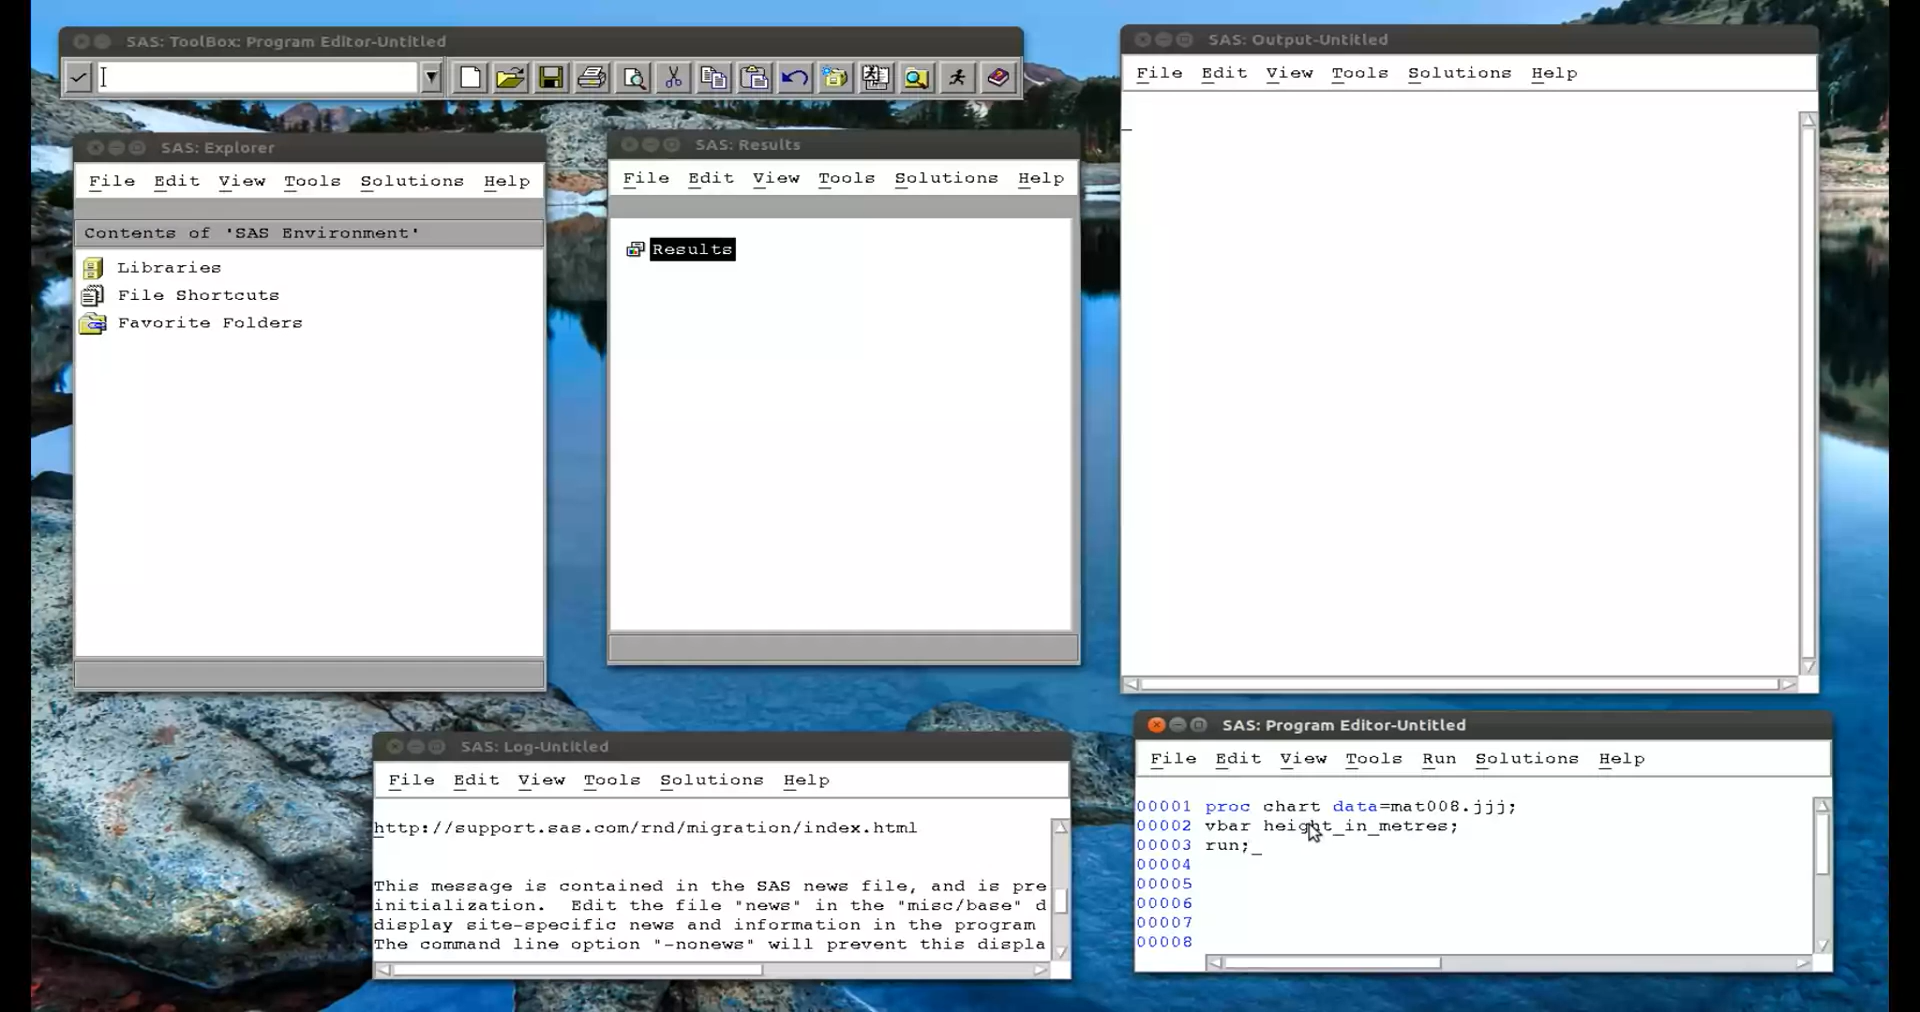 SAS: ToolBox: Program Editor-Untitled
SAS: Explorer
File Edit View Tools Solutions Help
Contents of 'SAS Environment'
Libraries
File Shortcuts
Favorite Folders
SAS: Results
File Edit View Tools Solutions Help
Results
SAS: Output-Untitled
File Edit View Tools Solutions Help
SAS: Log-Untitled
File Edit View Tools Solutions Help
http://support.sas.com/rnd/migration/index.html
This message is contained in the SAS news file, and is pre
initialization. Edit the file "news" in the "misc/base" d
display site-specific news and information in the program
The command line option "-nonews" will prevent this displa
SAS: Program Editor-Untitled
File Edit View Tools Run Solutions Help
00001 proc chart data=mat008.jjj;
00002 vbar height_in_metres;
00003 run;
00004
00005
00006
00007
00008